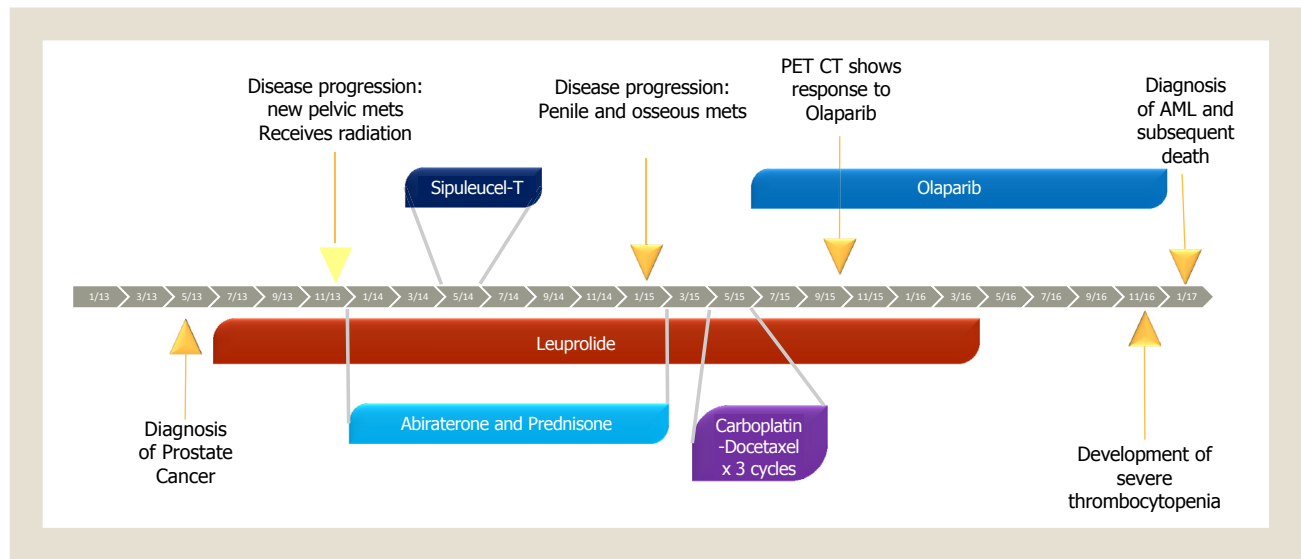 Disease progression:
new pelvic mets
Receives radiation
Disease progression:
Penile and osseous mets
PET CT shows
response to
Olaparib
Diagnosis
of AML and
subsequent
death
Sipuleucel-T
Olaparib
1/13 3/13 5/13 7/13 9/13 11/13 1/14 3/14 5/14 7/14 9/14 11/14 1/15 3/15 5/15 7/15 9/15 11/15 1/16 3/16 5/16 7/16 9/16 11/16 1/17
Leuprolide
Abiraterone and Prednisone
Carboplatin
-Docetaxel
x 3 cycles
Diagnosis
of Prostate
Cancer
Development of
severe
thrombocytopenia